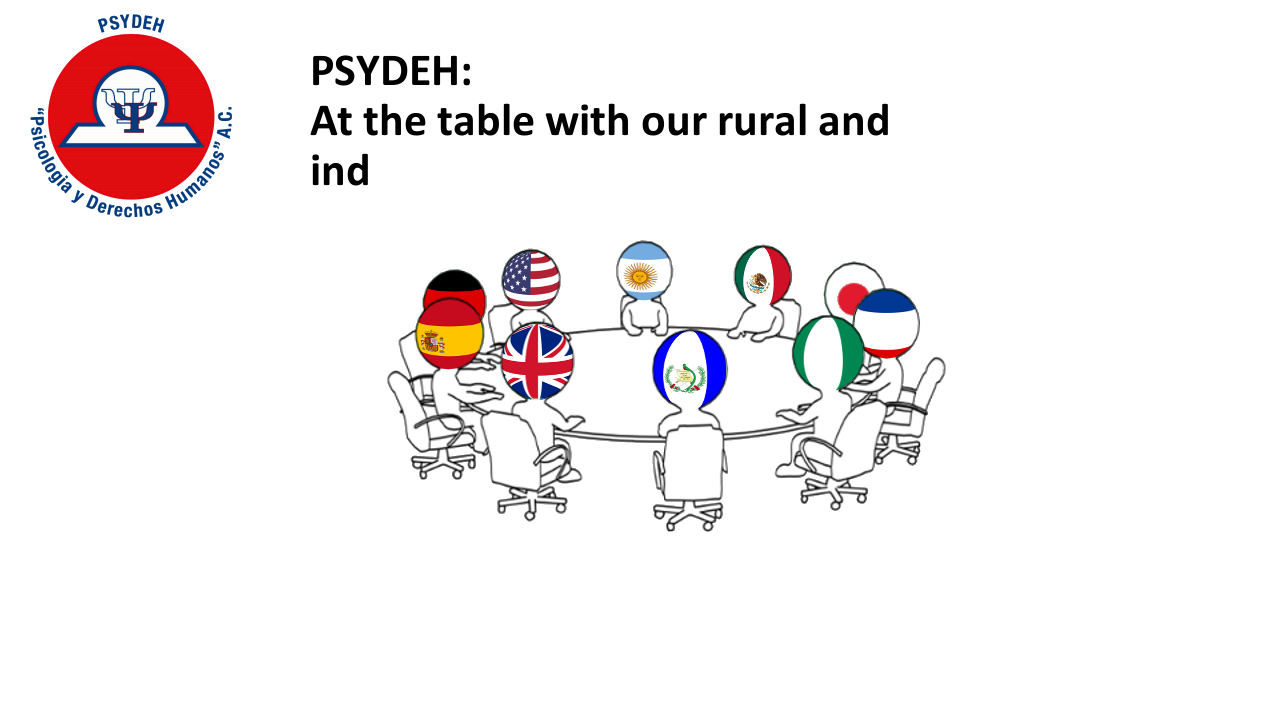 PSYDEH
“Psicología y Derechos Humanos” A.C.
PSYDEH:
At the table with our rural and
ind